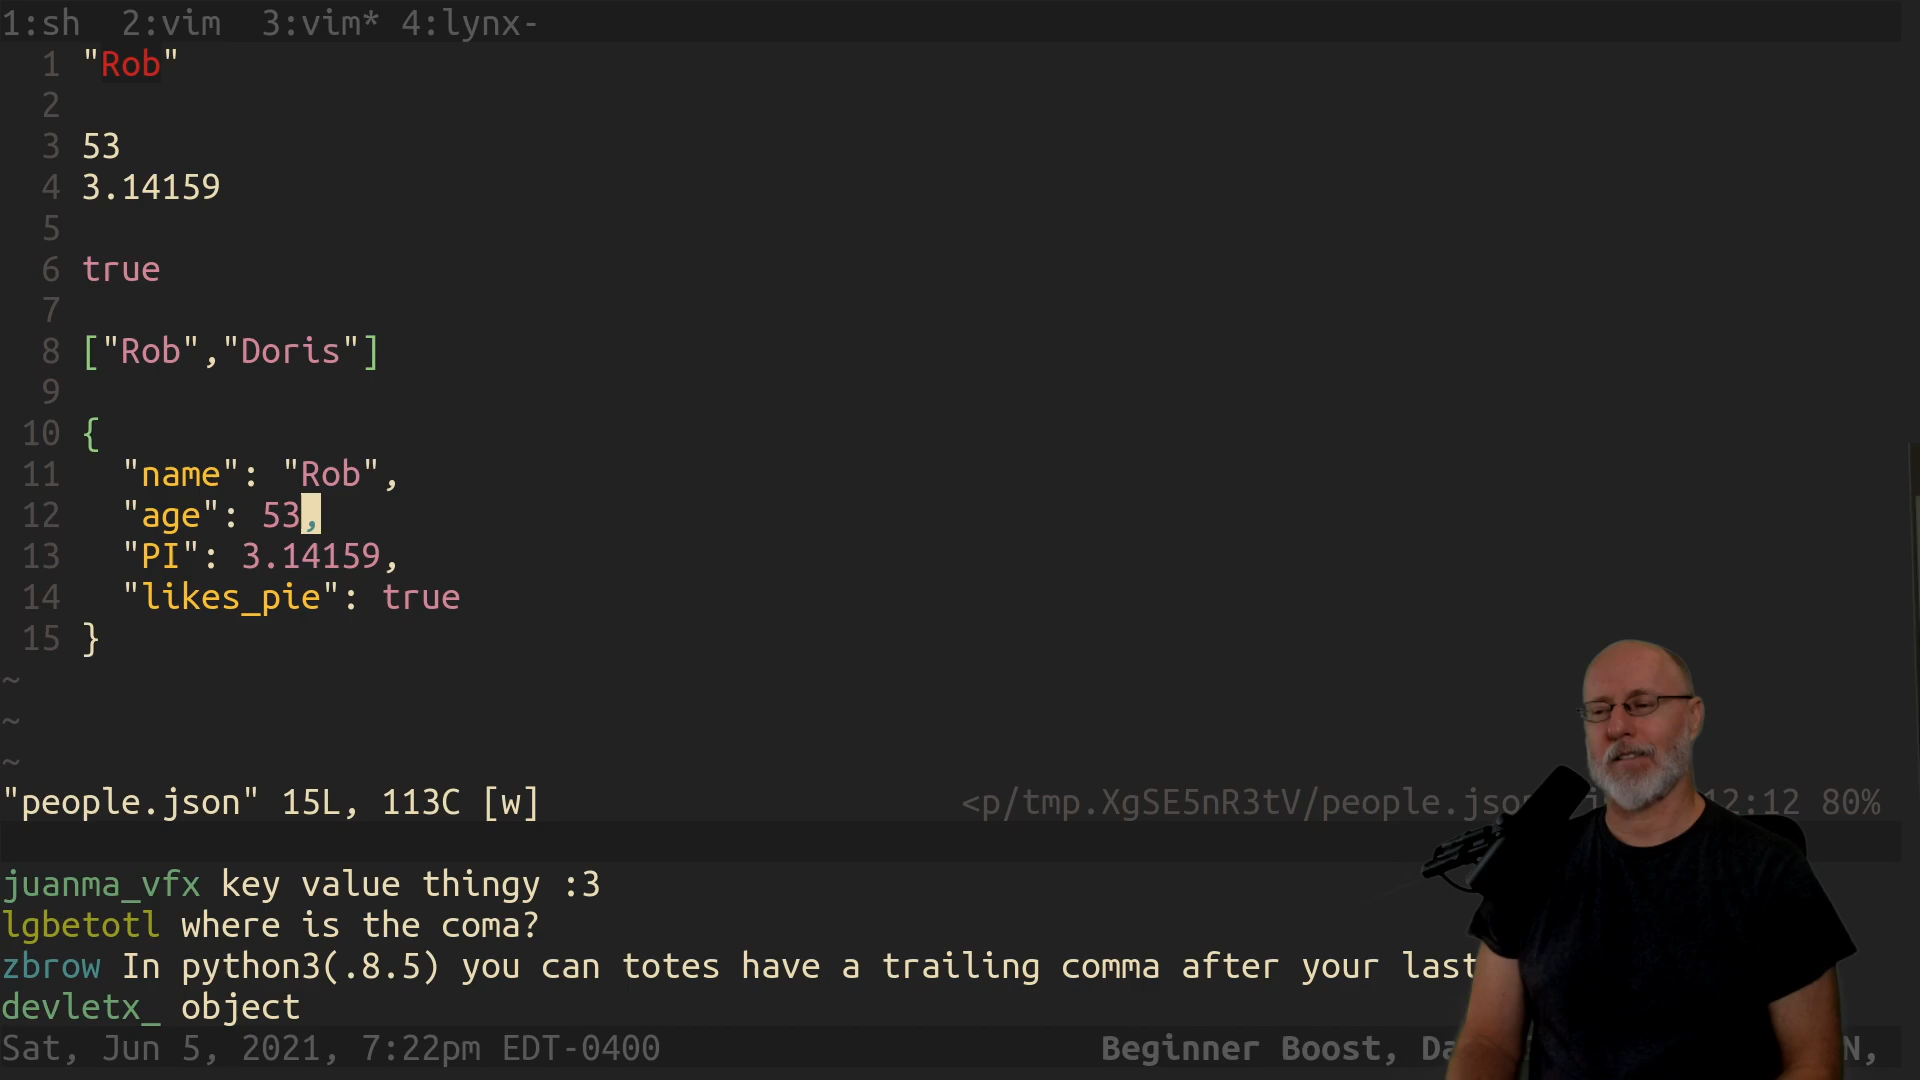 1:sh  2:vim  3:vim* 4:lynx-
1 "Rob"
2
3 53
4 3.14159
5
6 true
7
8 ["Rob","Doris"]
9
10 {
11   "name": "Rob",
12   "age": 53,
13   "PI": 3.14159,
14   "likes_pie": true
15 }
~
~
~
"people.json" 15L, 113C [w] <p/tmp.XgSE5nR3tV/people.json 12:12 80%
juanma_vfx key value thingy :3
lgbetotl where is the coma?
zbrow In python3(.8.5) you can totes have a trailing comma after your last
devletx_ object
Sat, Jun 5, 2021, 7:22pm EDT-0400 Beginner Boost,